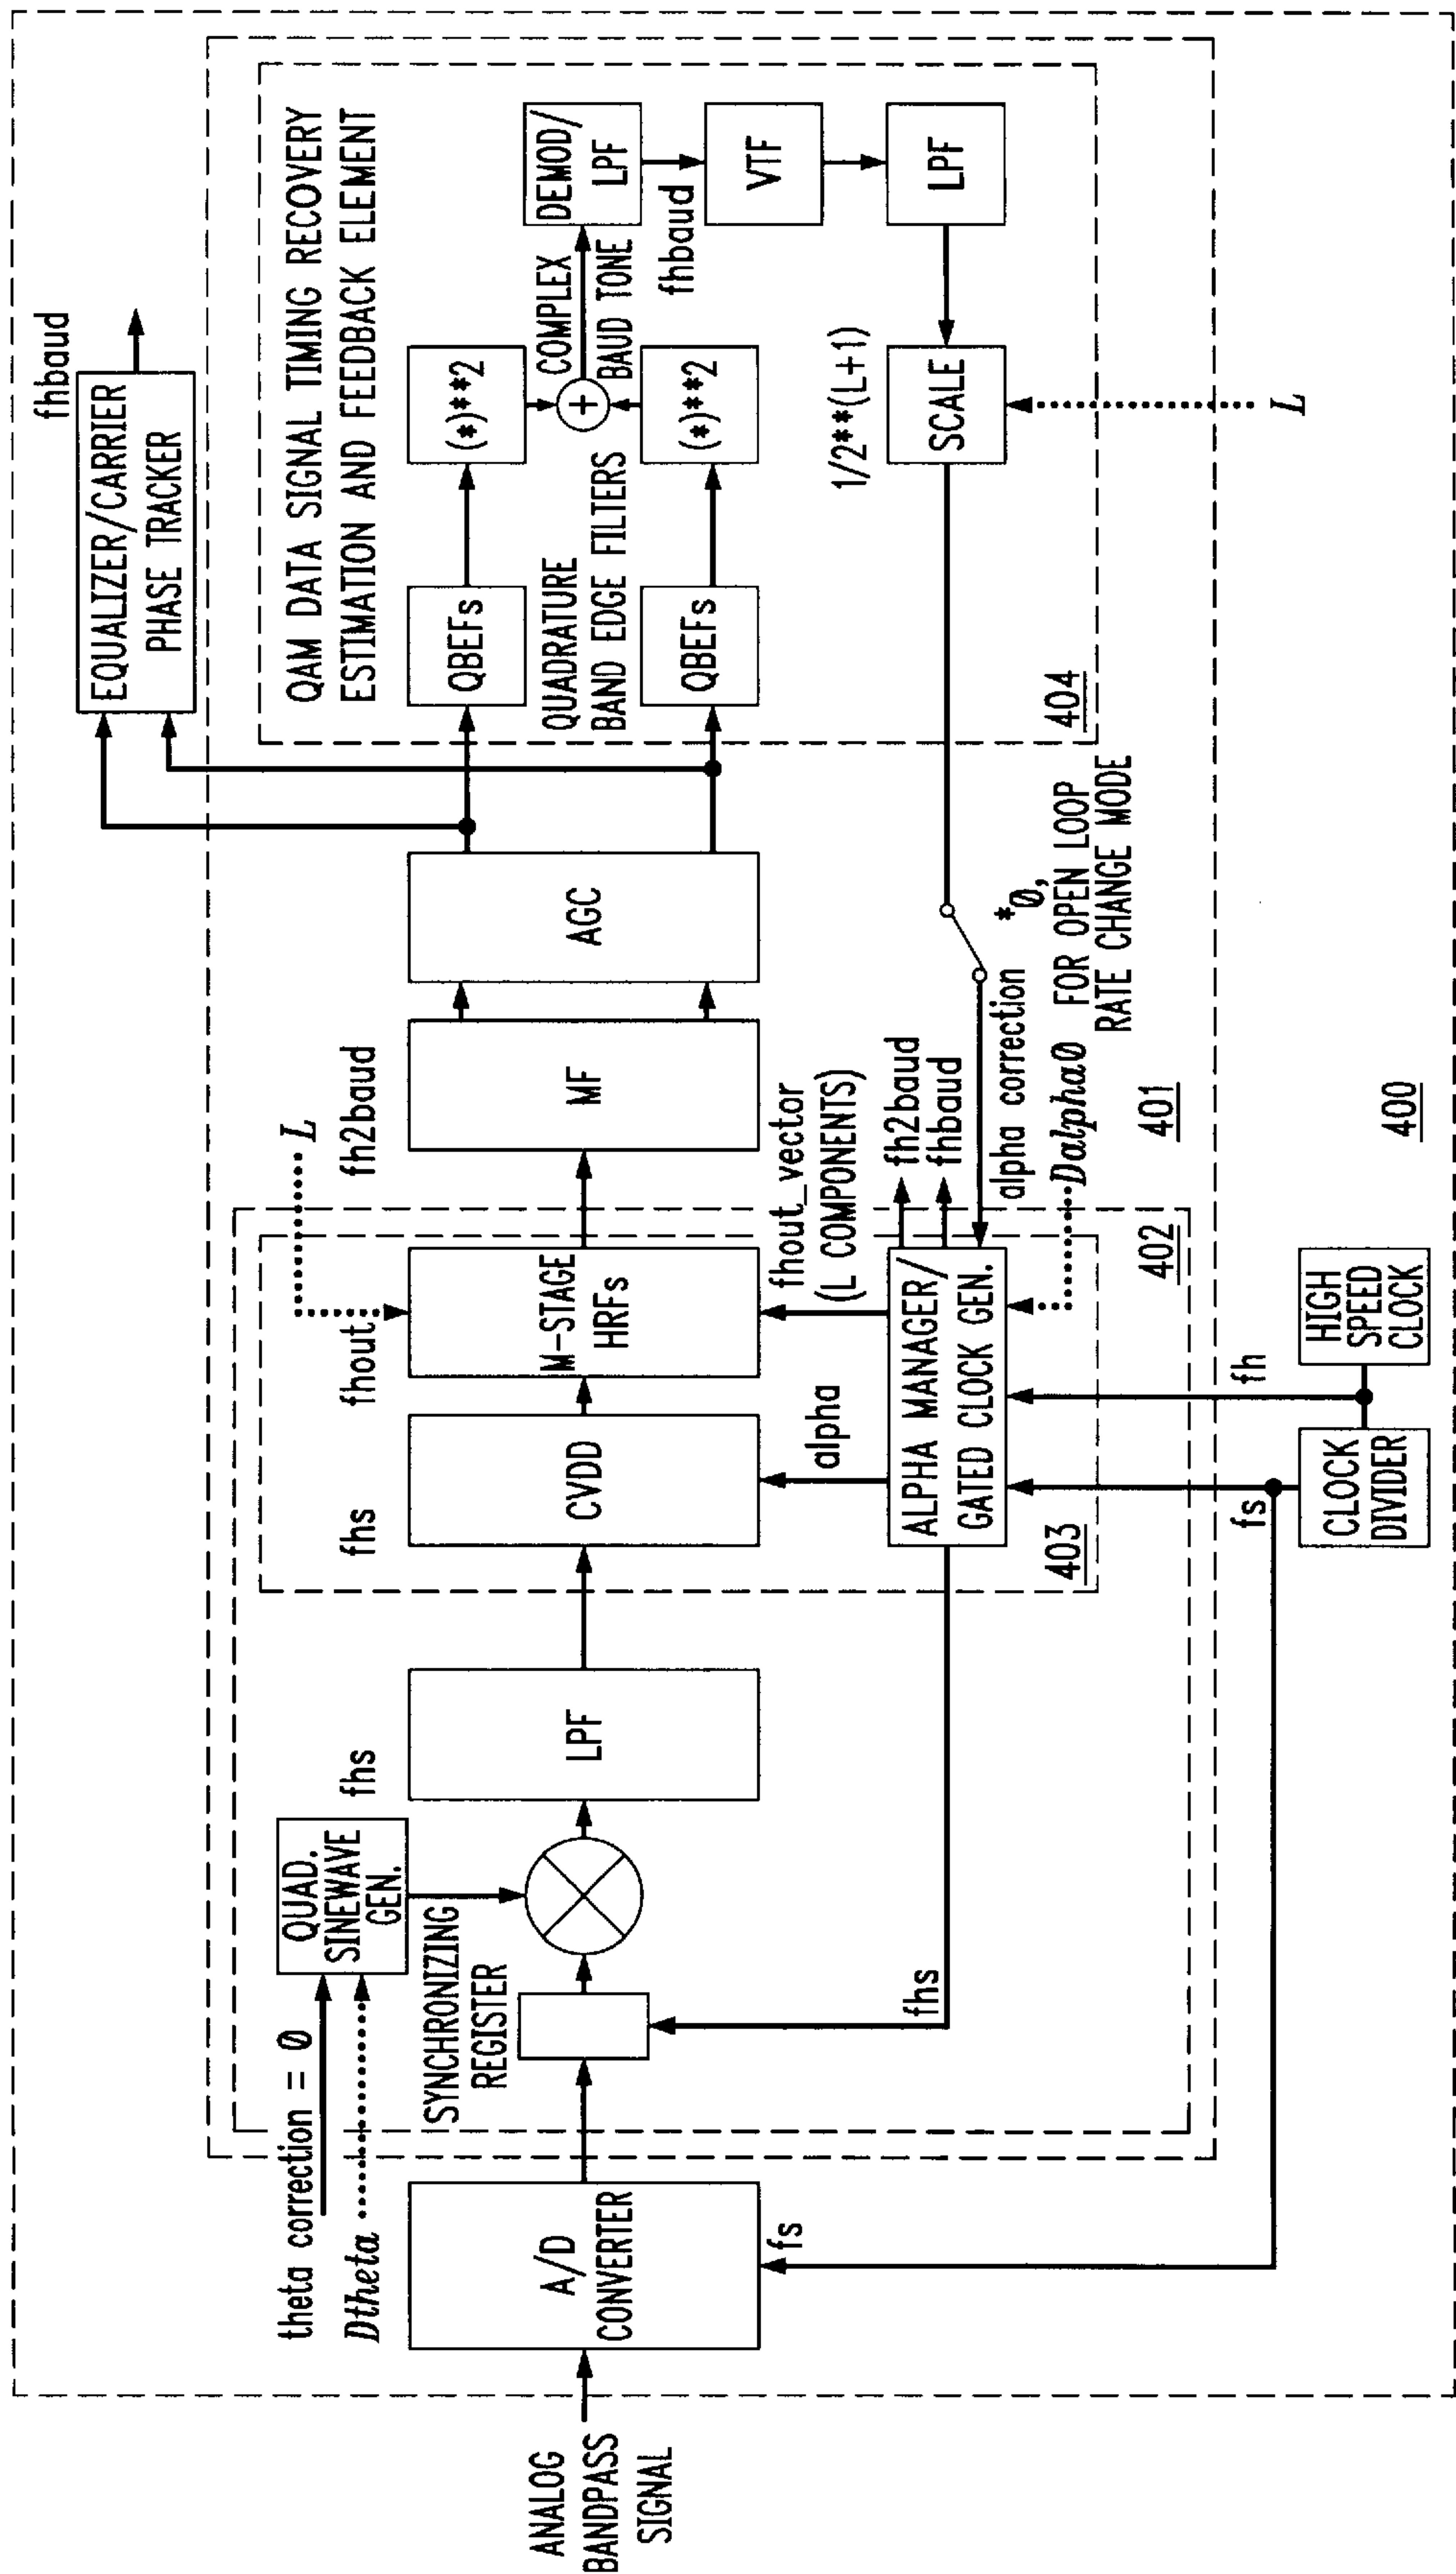 fhbaud
EQUALIZER/CARRIER
PHASE TRACKER
QAM DATA SIGNAL TIMING RECOVERY
ESTIMATION AND FEEDBACK ELEMENT
theta correction = 0
Dtheta
QUAD.
SINEWAVE
GEN.
SYNCHRONIZING
REGISTER
ANALOG
BANDPASS
SIGNAL
A/D
CONVERTER
fs
fhs
LPF
fhs
CVDD
fhout
M-STAGE
HRFs
L
fh2baud
MF
AGC
QBEFs
QUADRATURE
BAND EDGE FILTERS
QBEFs
(*)**2
+
(*)**2
COMPLEX
BAUD TONE
DEMOD/
LPF
fhbaud
VTF
LPF
1/2**(L+1)
SCALE
L
404
fhs
alpha
fhout_vector
(L COMPONENTS)
ALPHA MANAGER/
GATED CLOCK GEN.
fh2baud
fhbaud
alpha correction
*0,
Dalpha0 FOR OPEN LOOP
RATE CHANGE MODE
403
402
401
400
fs
fh
CLOCK
DIVIDER
HIGH
SPEED
CLOCK